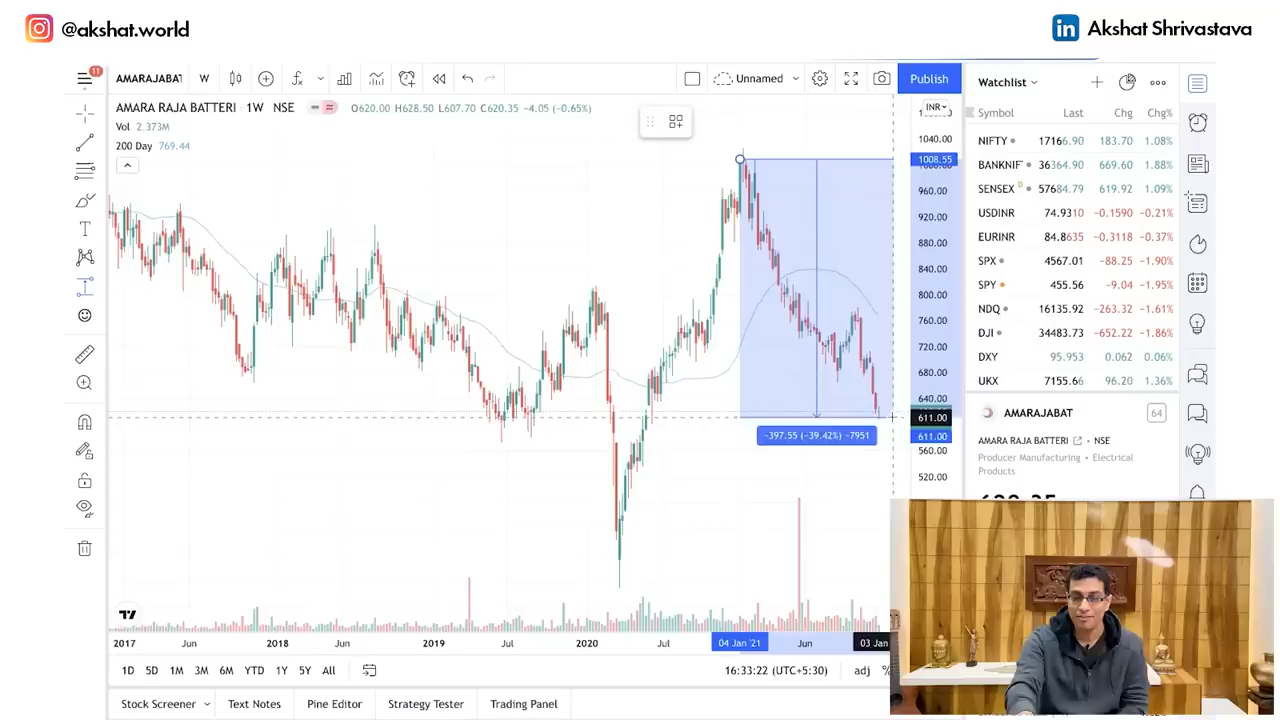 @akshat.world
in Akshat Shrivastava
11
AMARAJABAT W Unnamed Publish
AMARA RAJA BATTERI · 1W NSE O620.00 H628.50 L607.70 C620.35 −4.05 (−0.65%)
Vol 2.373M
200 Day 769.44
INR
1040.00
1008.55
960.00
920.00
880.00
840.00
800.00
760.00
720.00
680.00
640.00
611.00
611.00
560.00
520.00
−397.55 (−39.42%) −7951
2017 Jun 2018 Jun 2019 Jul 2020 Jul 04 Jan '21 Jun 03 Jan
1D 5D 1M 3M 6M YTD 1Y 5Y All 16:33:22 (UTC+5:30) adj %
Stock Screener Text Notes Pine Editor Strategy Tester Trading Panel
Watchlist
Symbol Last Chg Chg%
NIFTY 17166.90 183.70 1.08%
BANKNIF 36364.90 669.60 1.88%
SENSEX D 57684.79 619.92 1.09%
USDINR 74.9310 −0.1590 −0.21%
EURINR 84.8635 −0.3118 −0.37%
SPX 4567.01 −88.25 −1.90%
SPY 455.56 −9.04 −1.95%
NDQ 16135.92 −263.32 −1.61%
DJI 34483.73 −652.22 −1.86%
DXY 95.953 0.062 0.06%
UKX 7155.66 96.20 1.36%
AMARAJABAT 64
AMARA RAJA BATTERI · NSE
Producer Manufacturing • Electrical
Products